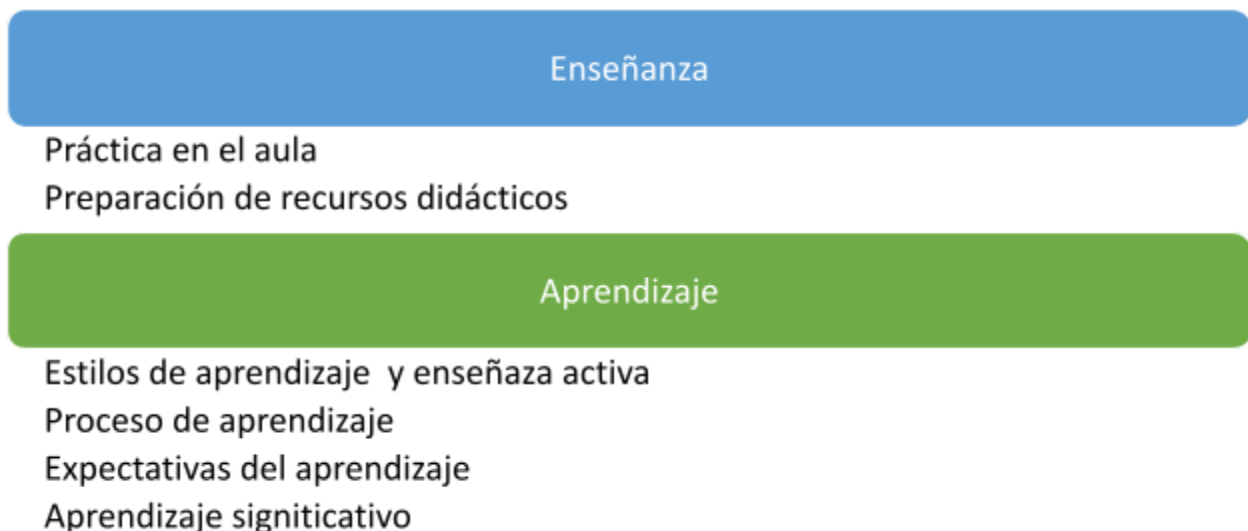 Enseñanza
Práctica en el aula
Preparación de recursos didácticos
Aprendizaje
Estilos de aprendizaje y enseñaza activa
Proceso de aprendizaje
Expectativas del aprendizaje
Aprendizaje significativo